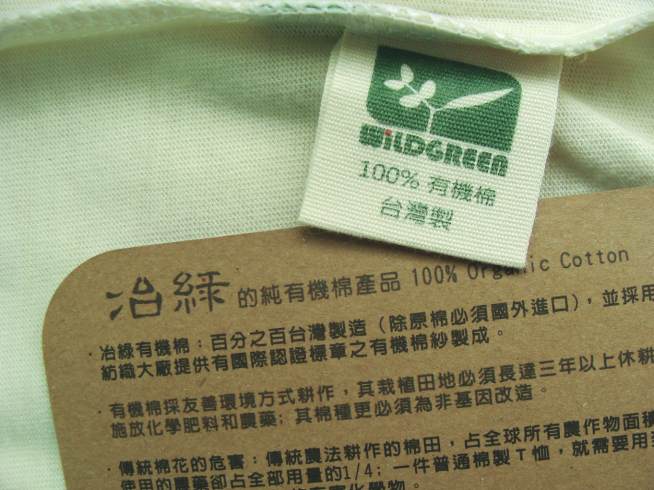 WiLDGREEN
100% 有機棉
台灣製
冶綠的純有機棉產品 100% Organic Cotton
·冶綠有機棉：百分之百台灣製造（除原棉必須國外進口），並採用
紡織大廠提供有國際認證標章之有機棉紗製成。
·有機棉採友善環境方式耕作，其栽植田地必須長達三年以上休耕
施放化學肥料和農藥；其棉種更必須為非基因改造。
·傳統棉花的危害：傳統農法耕作的棉田，占全球所有農作物面積
使用的農藥卻占全部用量的1/4；一件普通棉製T恤，就需要用到
化學物。